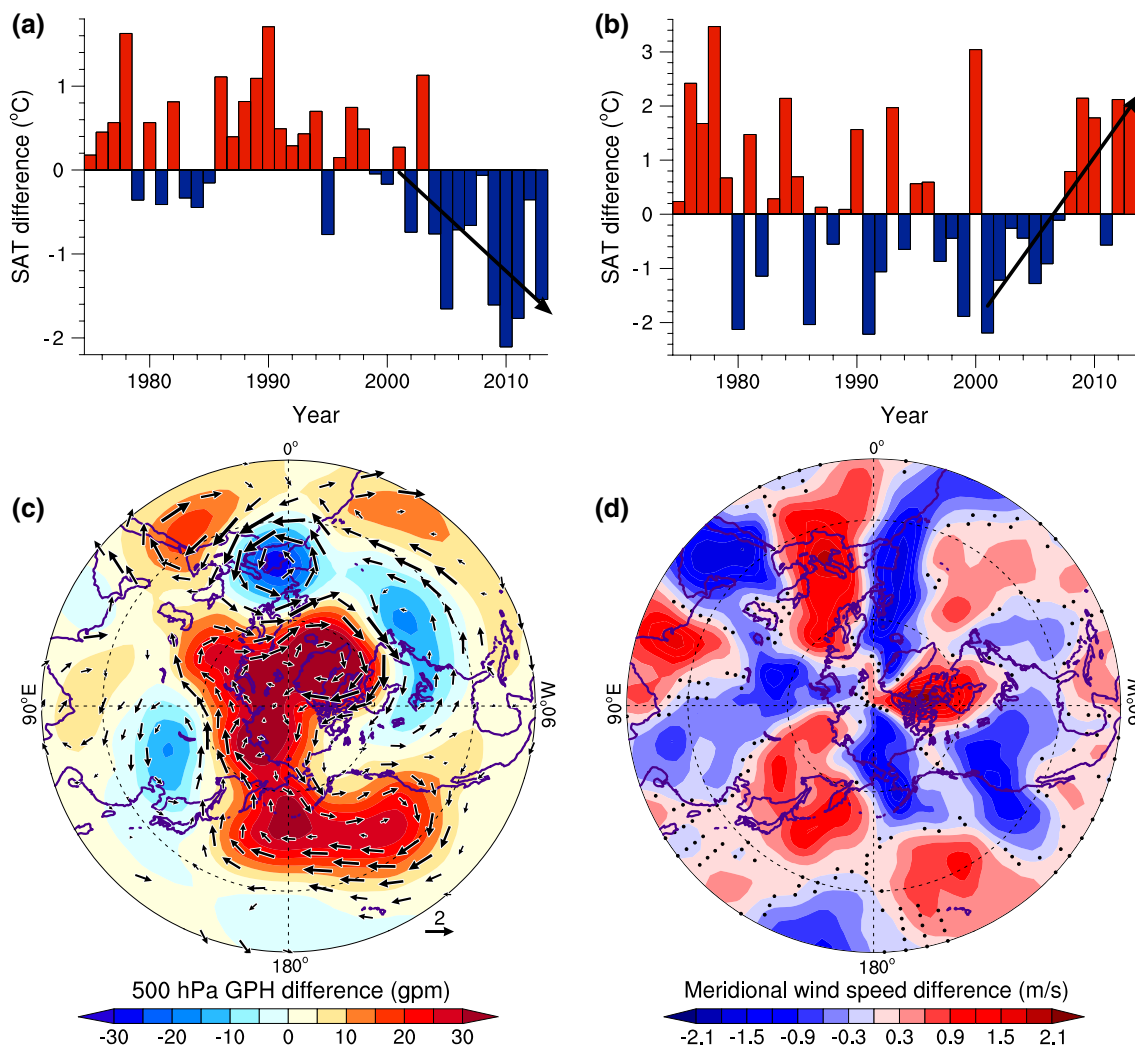 (a)
SAT difference (°C)
1
0
-1
-2
1980
1990
2000
2010
Year
(b)
SAT difference (°C)
3
2
1
0
-1
-2
1980
1990
2000
2010
Year
(c)
0°
90°E
90°W
180°
2
500 hPa GPH difference (gpm)
-30 -20 -10 0 10 20 30
(d)
0°
90°E
90°W
180°
Meridional wind speed difference (m/s)
-2.1 -1.5 -0.9 -0.3 0.3 0.9 1.5 2.1